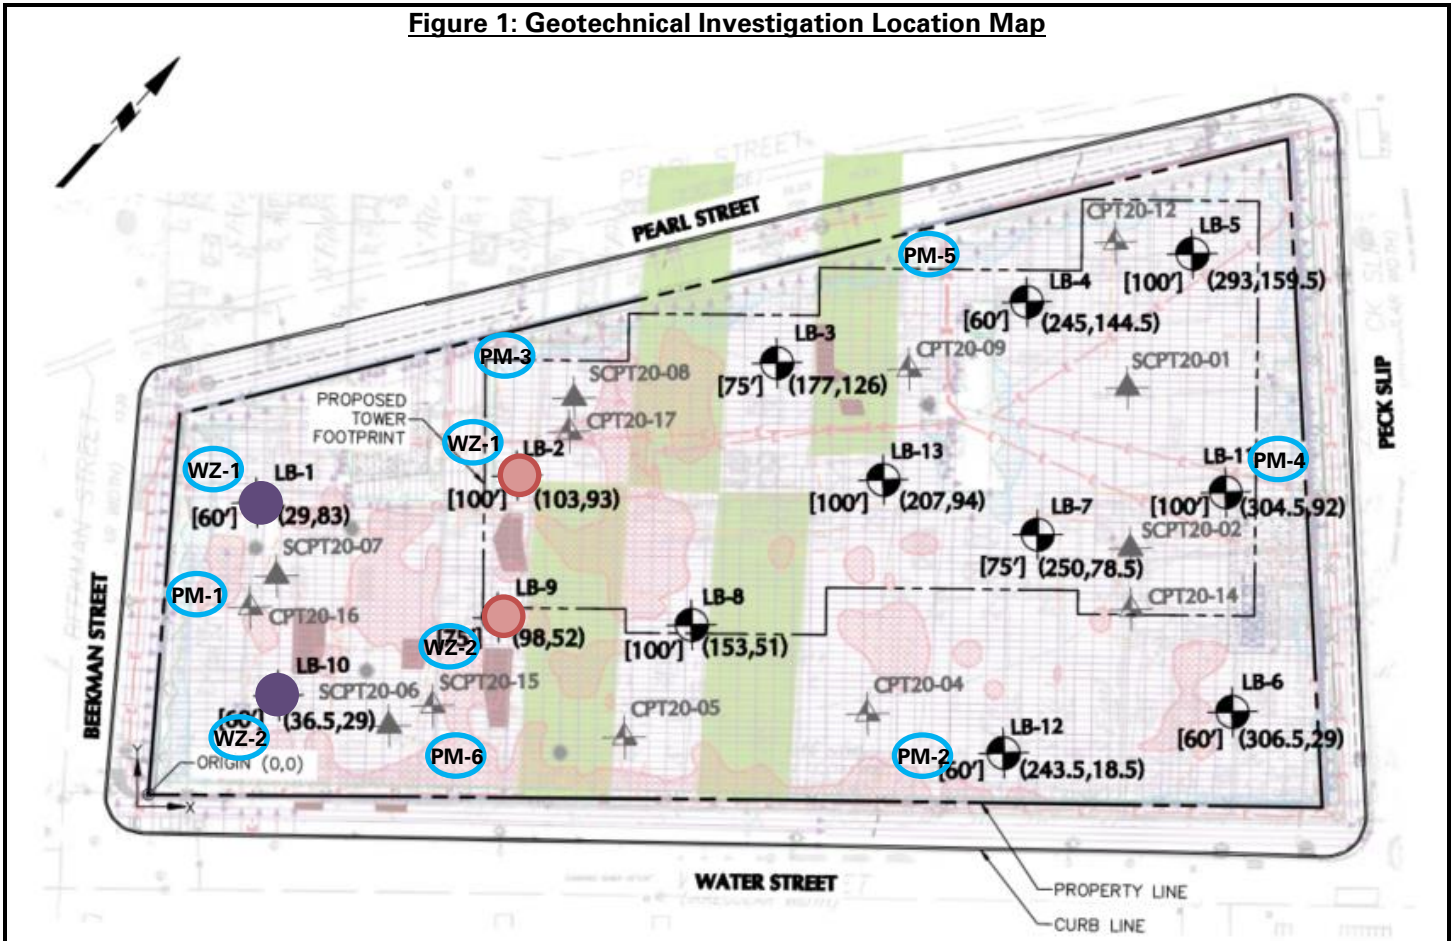 Figure 1: Geotechnical Investigation Location Map
PEARL STREET
PEARL STREET
CPT20-12
LB-5
PM-5
[100'] (293,159.5)
LB-4
[60'] (245,144.5)
LB-3
PM-3
CPT20-09
SCPT20-01
SCPT20-08
[75'] (177,126)
PROPOSED
TOWER
FOOTPRINT
CPT20-17
PECK SLIP
WZ-1
LB-2
LB-13
WZ-1
LB-1
LB-11
PM-4
[100'] (103,93)
[100'] (207,94)
[100'] (304.5,92)
[60'] (29,83)
LB-7
SCPT20-02
SCPT20-07
[75'] (250,78.5)
PM-1
LB-9
LB-8
CPT20-14
CPT20-16
BEEKMAN STREET
[75'] (98,52)
WZ-2
[100'] (153,51)
LB-10
SCPT20-06
SCPT20-15
CPT20-04
LB-6
[60'] (36.5,29)
CPT20-05
LB-12
WZ-2
[60'] (306.5,29)
PM-6
PM-2
[60'] (243.5,18.5)
Y
ORIGIN (0,0)
X
WATER STREET
PROPERTY LINE
CURB LINE